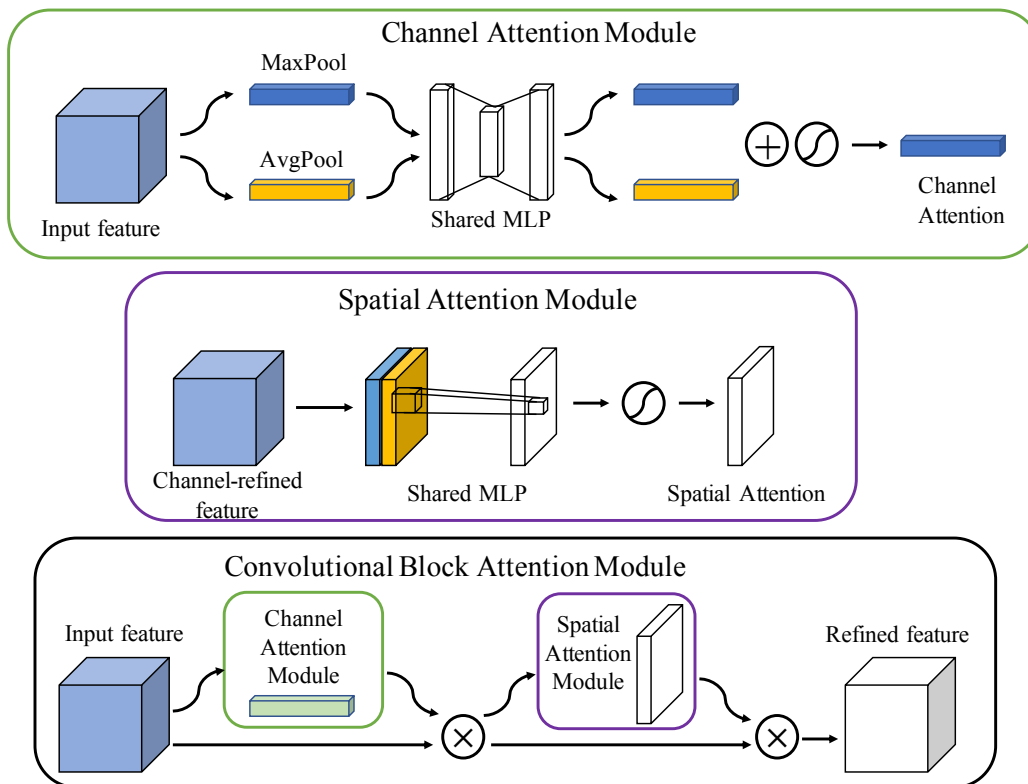 Channel Attention Module
MaxPool
AvgPool
Input feature
Shared MLP
Channel
Attention
Spatial Attention Module
Channel-refined
feature
Shared MLP
Spatial Attention
Convolutional Block Attention Module
Input feature
Channel
Attention
Module
Spatial
Attention
Module
Refined feature